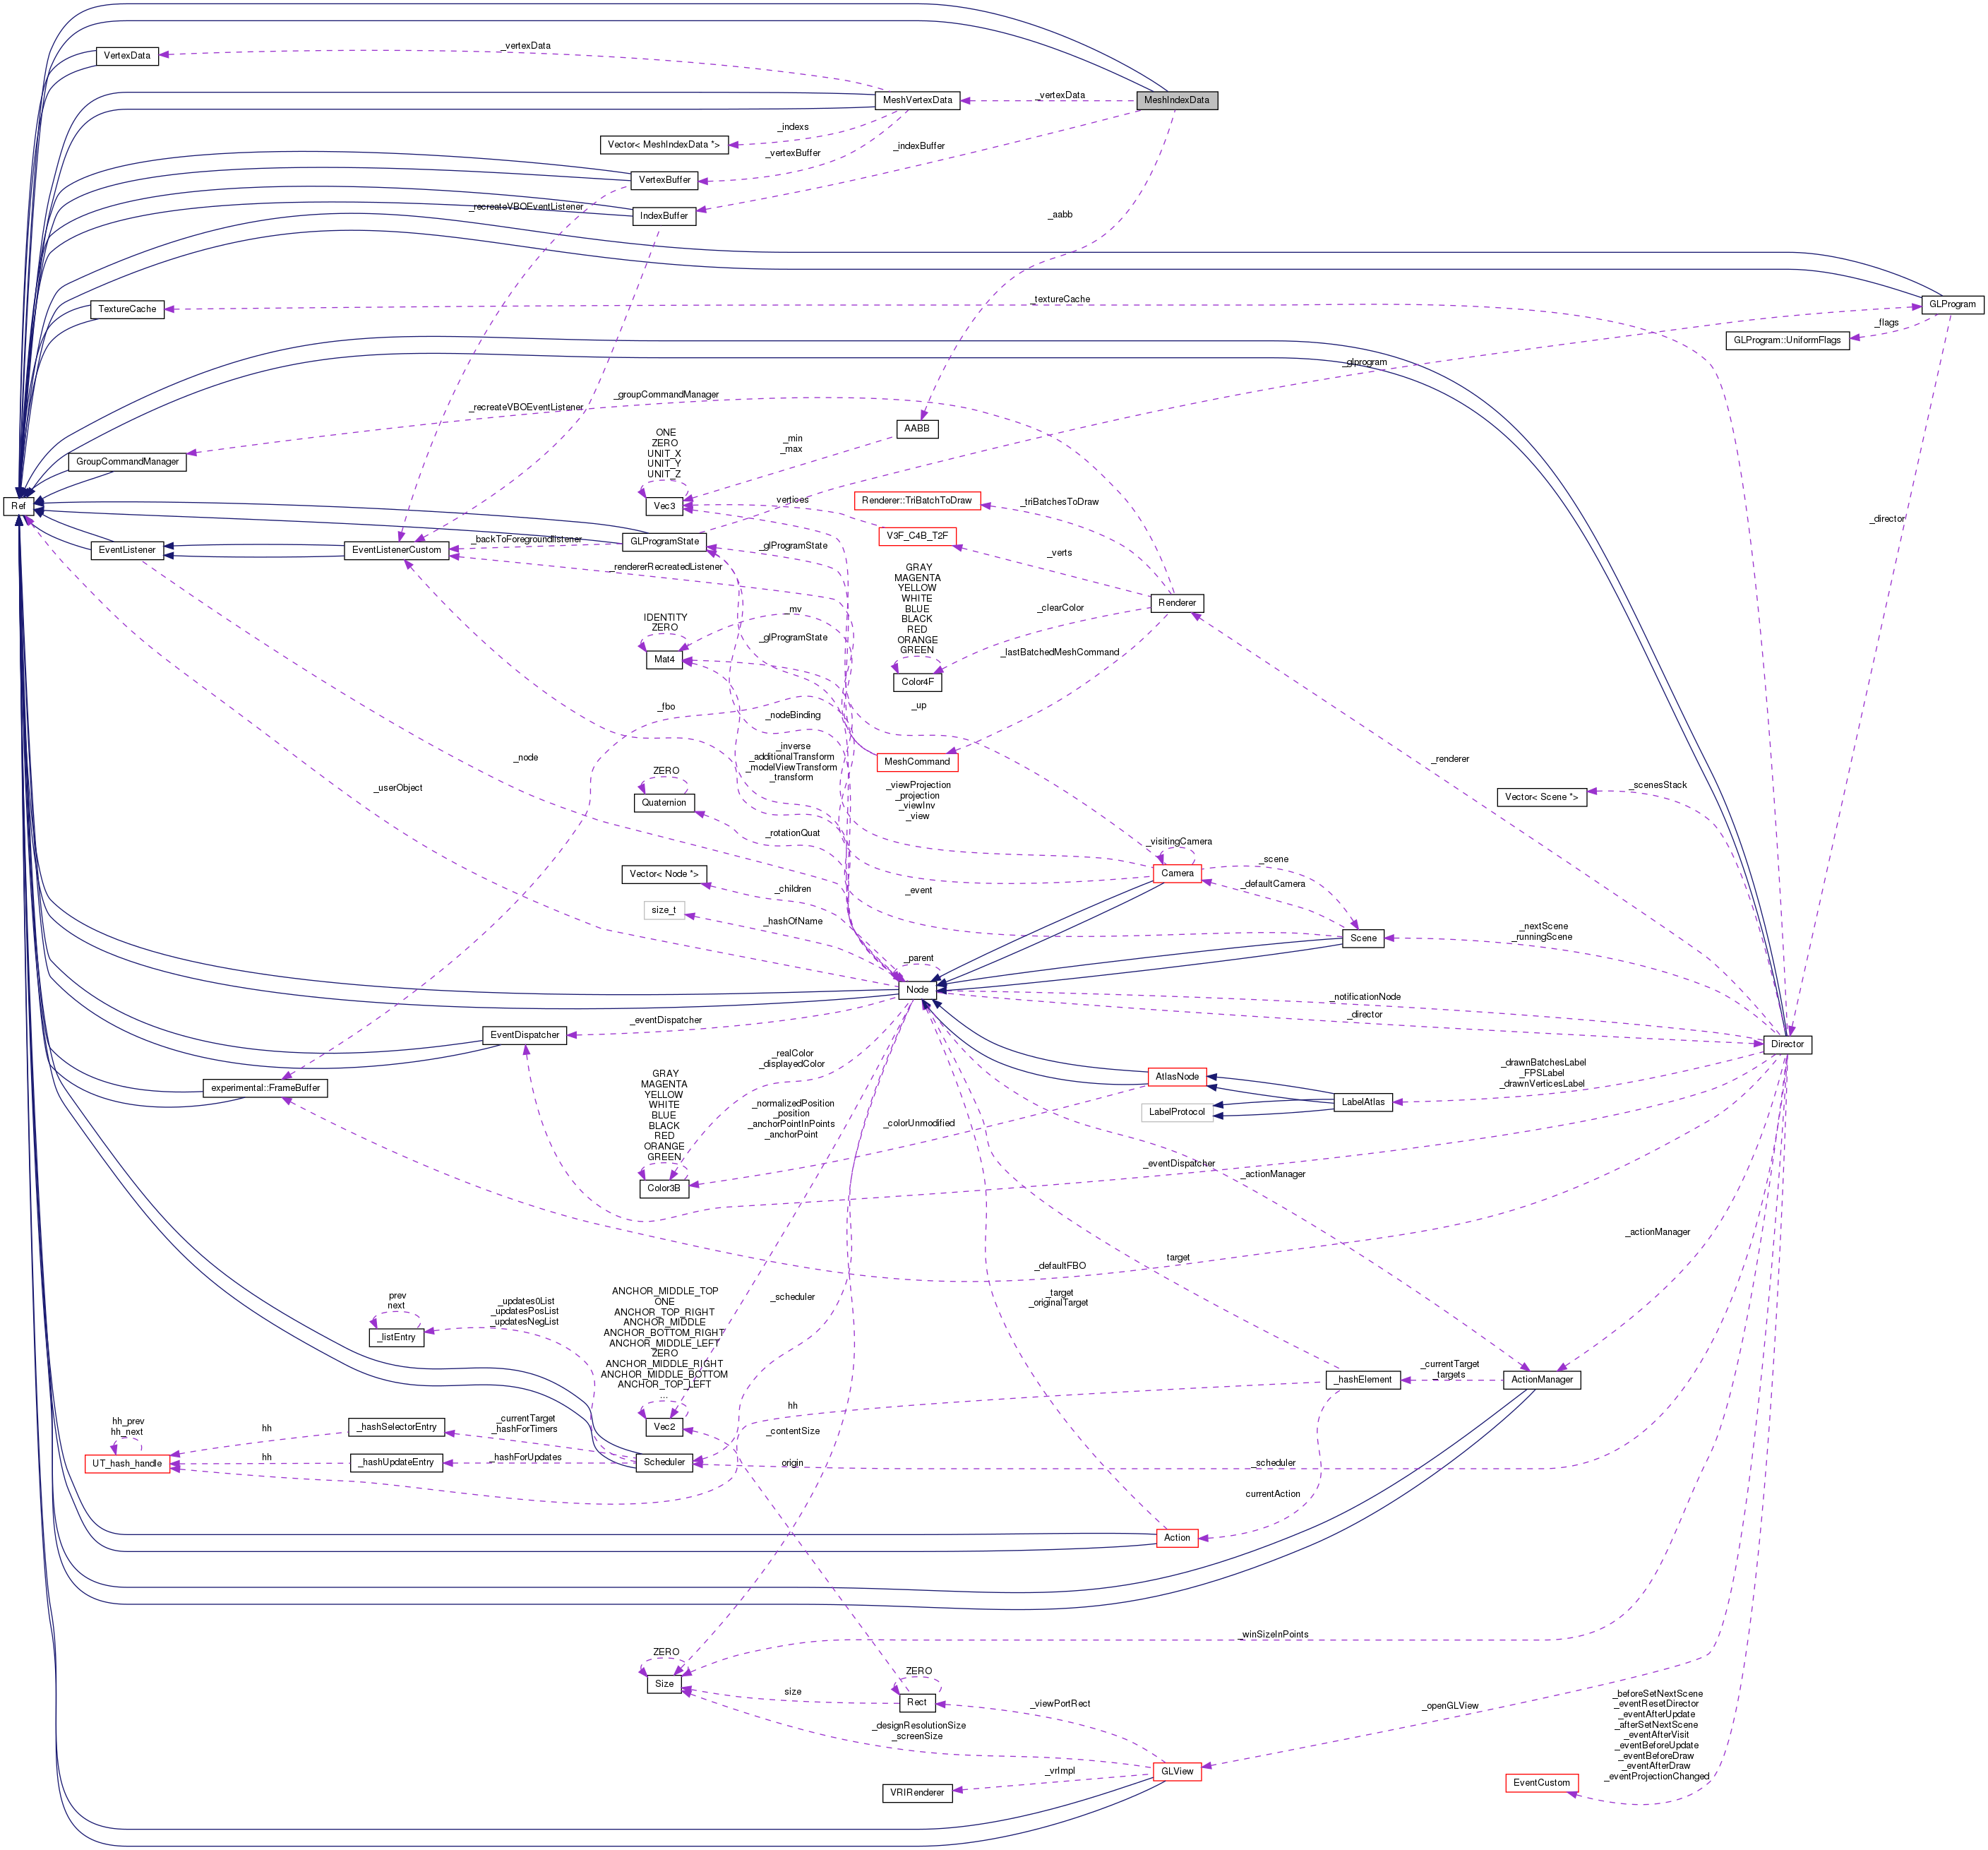 _vertexData
VertexData
MeshVertexData
_vertexData
MeshIndexData
_indexs
Vector< MeshIndexData *>
_vertexBuffer
_indexBuffer
VertexBuffer
_recreateVBOEventListener
IndexBuffer
_aabb
_textureCache
TextureCache
GLProgram
_flags
GLProgram::UniformFlags
_glprogram
_groupCommandManager
_recreateVBOEventListener
AABB
ONE
ZERO
UNIT_X
UNIT_Y
UNIT_Z
_min
_max
GroupCommandManager
Ref
Vec3
vertices
Renderer::TriBatchToDraw
_triBatchesToDraw
_director
V3F_C4B_T2F
EventListener
EventListenerCustom
_backToForegroundlistener
GLProgramState
_glProgramState
_verts
_rendererRecreatedListener
GRAY
MAGENTA
YELLOW
WHITE
BLUE
BLACK
RED
ORANGE
GREEN
Renderer
_clearColor
_mv
IDENTITY
ZERO
_glProgramState
Mat4
_lastBatchedMeshCommand
Color4F
_up
_fbo
_nodeBinding
_node
_inverse
_additionalTransform
_modelViewTransform
_transform
MeshCommand
_renderer
ZERO
Quaternion
_userObject
_viewProjection
_projection
_viewInv
_view
_scenesStack
Vector< Scene *>
_rotationQuat
_visitingCamera
_scene
Camera
Vector< Node *>
_children
_event
_defaultCamera
size_t
_hashOfName
_nextScene
_runningScene
Scene
_parent
Node
_notificationNode
_director
_eventDispatcher
EventDispatcher
Director
_realColor
_displayedColor
experimental::FrameBuffer
GRAY
MAGENTA
YELLOW
WHITE
BLUE
BLACK
RED
ORANGE
GREEN
_drawnBatchesLabel
_FPSLabel
_drawnVerticesLabel
AtlasNode
LabelAtlas
LabelProtocol
_normalizedPosition
_position
_anchorPointInPoints
_anchorPoint
_colorUnmodified
_eventDispatcher
_actionManager
Color3B
_actionManager
target
_defaultFBO
_target
_originalTarget
_scheduler
prev
next
_listEntry
_updates0List
_updatesPosList
_updatesNegList
ANCHOR_MIDDLE_TOP
ONE
ANCHOR_TOP_RIGHT
ANCHOR_MIDDLE
ANCHOR_BOTTOM_RIGHT
ANCHOR_MIDDLE_LEFT
ZERO
ANCHOR_MIDDLE_RIGHT
ANCHOR_MIDDLE_BOTTOM
ANCHOR_TOP_LEFT
...
_hashElement
_currentTarget
_targets
ActionManager
hh
hh_prev
hh_next
hh
_hashSelectorEntry
_currentTarget
_hashForTimers
Vec2
_contentSize
UT_hash_handle
hh
_hashUpdateEntry
_hashForUpdates
Scheduler
origin
_scheduler
currentAction
Action
_winSizeInPoints
ZERO
Size
ZERO
size
Rect
_viewPortRect
_openGLView
_designResolutionSize
_screenSize
_beforeSetNextScene
_eventResetDirector
_eventAfterUpdate
_afterSetNextScene
_eventAfterVisit
_eventBeforeUpdate
_eventBeforeDraw
_eventAfterDraw
_eventProjectionChanged
_vrImpl
GLView
VRIRenderer
EventCustom